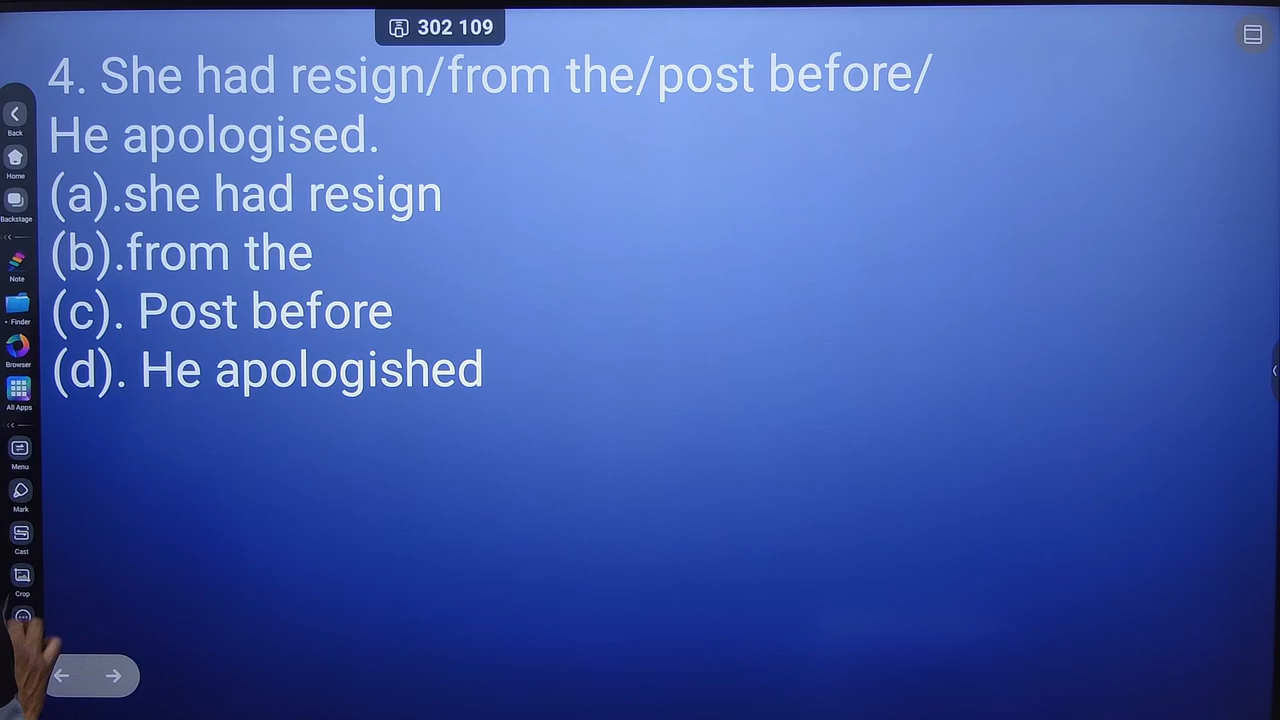 302 109
4. She had resign/from the/post before/
He apologised.
(a).she had resign
(b).from the
(c). Post before
(d). He apologished
Back
Home
Backstage
Note
Finder
Browser
All Apps
Menu
Mark
Cast
Crop